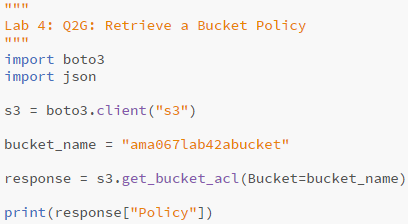 """
Lab 4: Q2G: Retrieve a Bucket Policy
"""
import boto3
import json
s3 = boto3.client("s3")
bucket_name = "ama067lab42abucket"
response = s3.get_bucket_acl(Bucket=bucket_name)
print(response["Policy"])